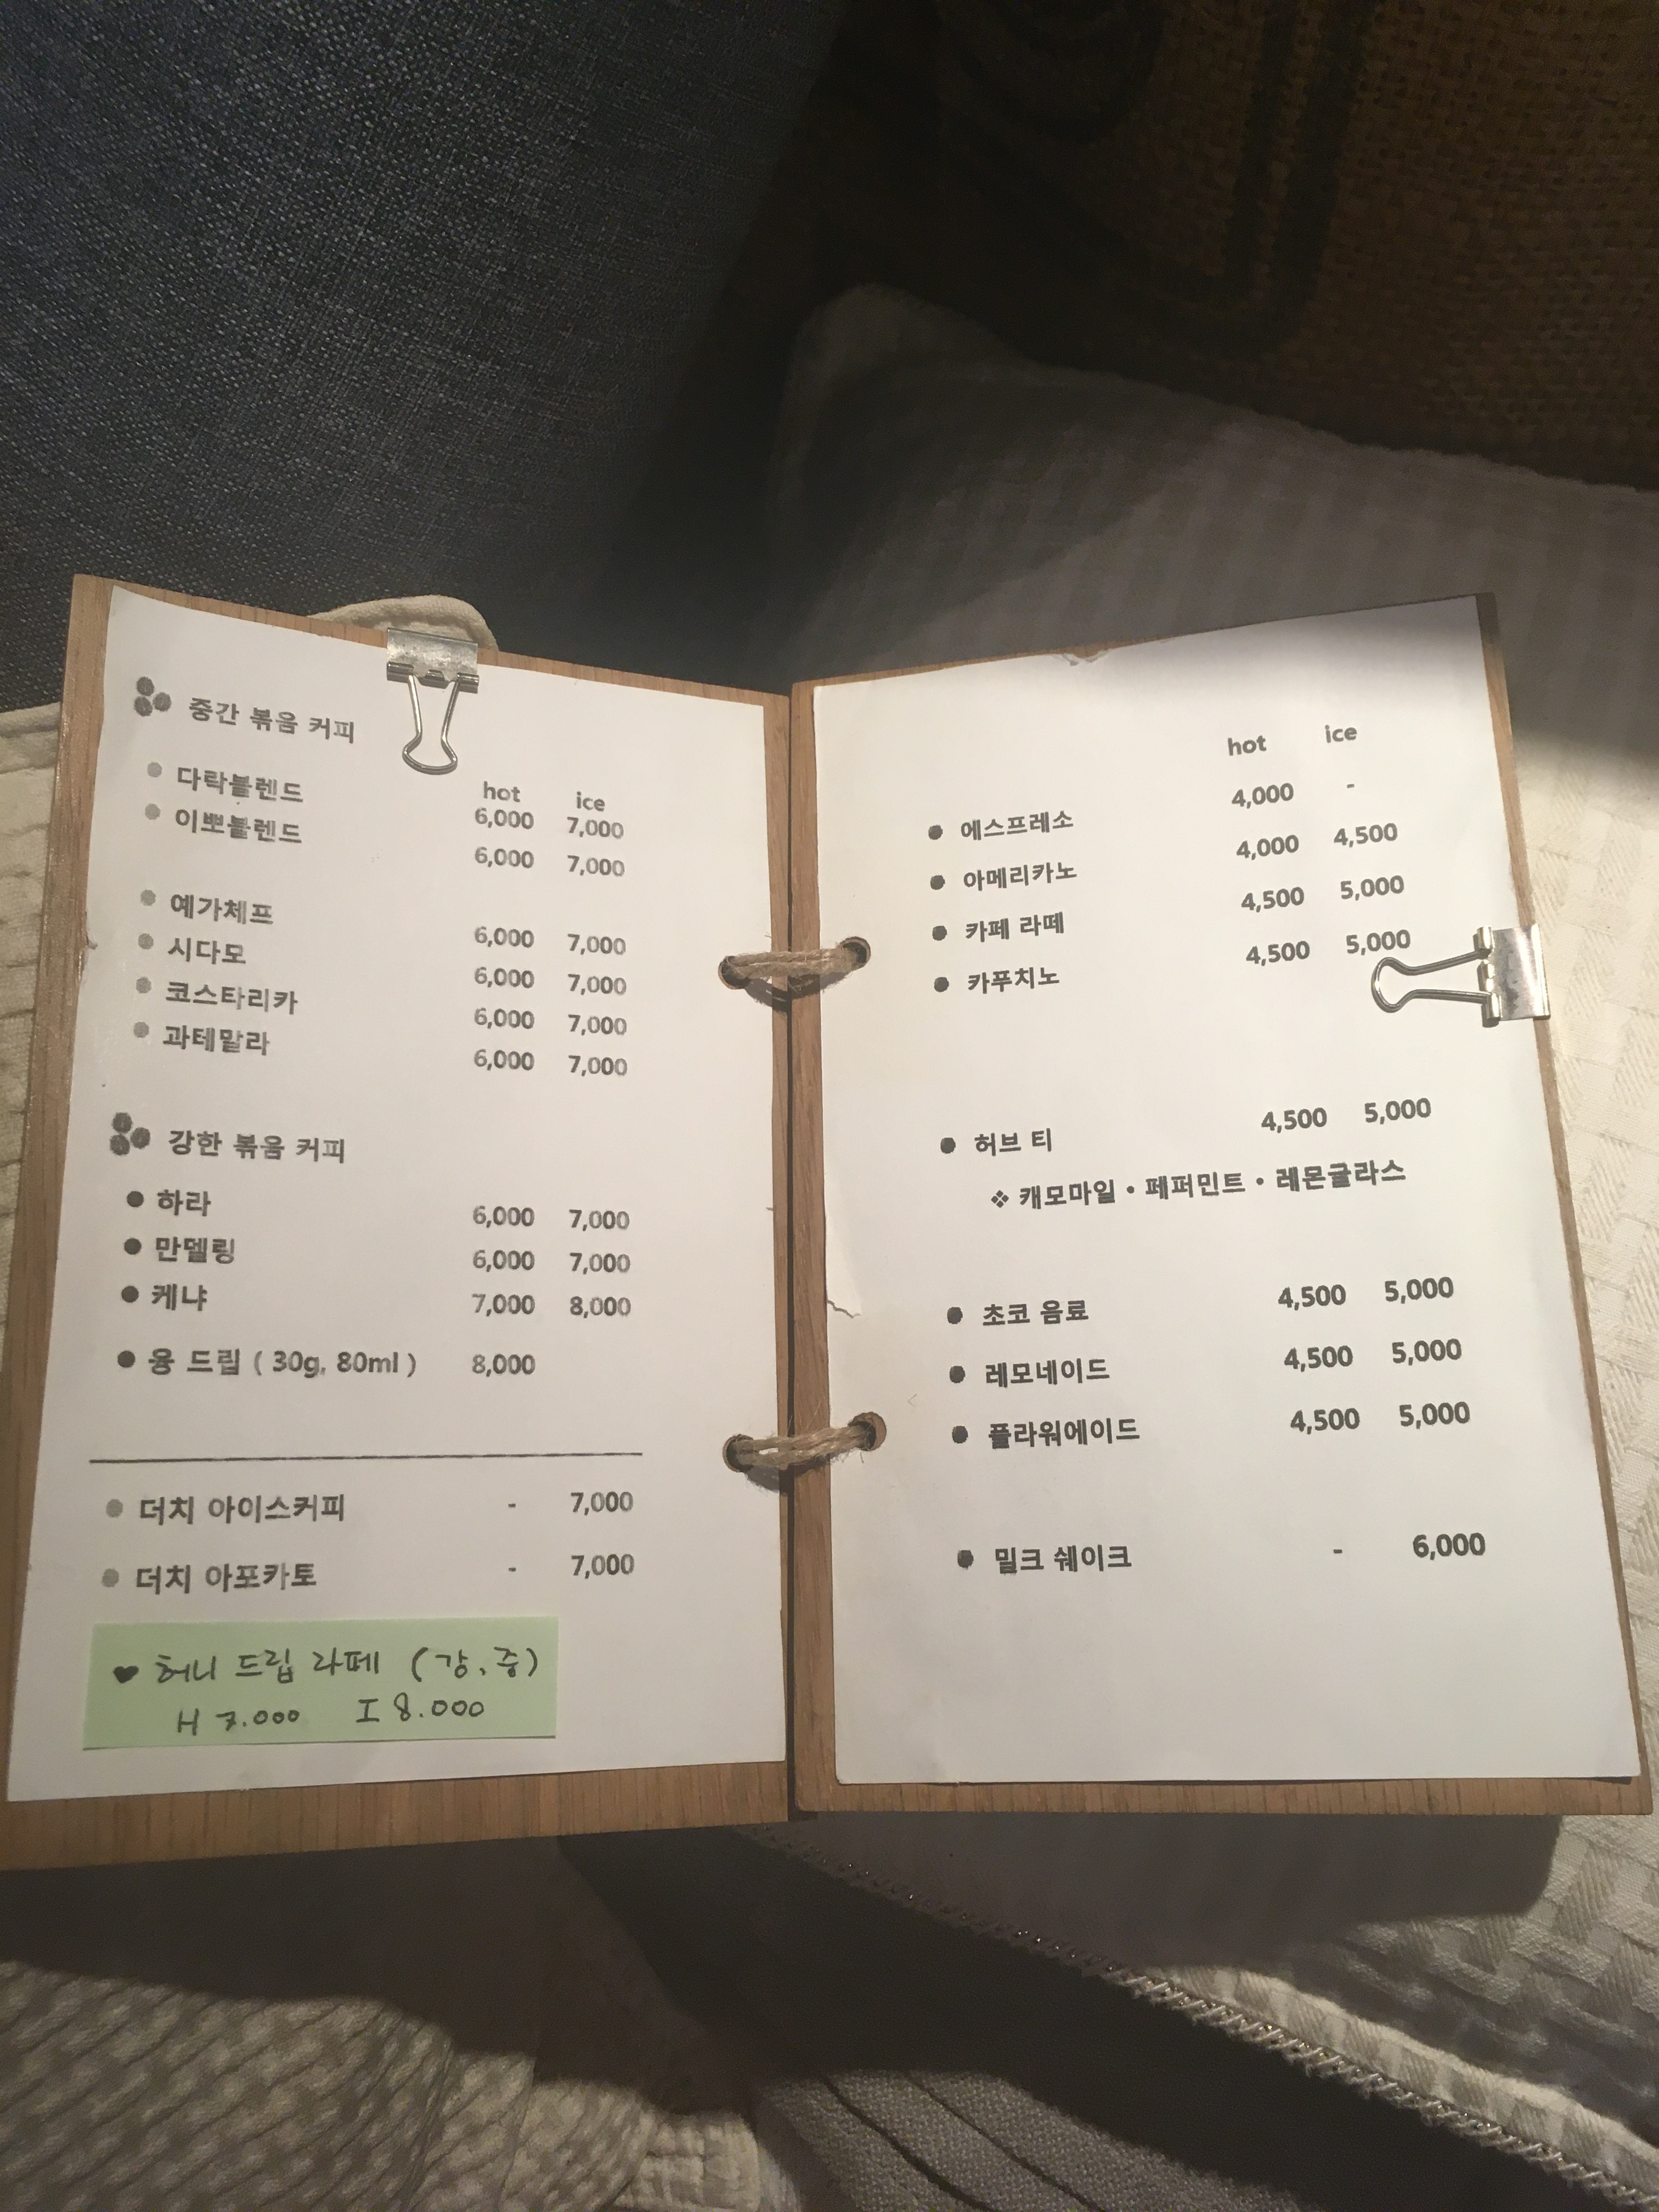 중간 볶음 커피
hot ice
다락블렌드 6,000 7,000
이뽀블렌드 6,000 7,000
예가체프 6,000 7,000
시다모 6,000 7,000
코스타리카 6,000 7,000
과테말라 6,000 7,000
강한 볶음 커피
하라 6,000 7,000
만델링 6,000 7,000
케냐 7,000 8,000
융 드립 ( 30g, 80ml ) 8,000
더치 아이스커피 - 7,000
더치 아포카토 - 7,000
♥ 허니 드립 라떼 (강, 중)
H 7.000 I 8.000
hot ice
에스프레소 4,000 -
아메리카노 4,000 4,500
카페 라떼 4,500 5,000
카푸치노 4,500 5,000
허브 티 4,500 5,000
❖ 캐모마일 • 페퍼민트 • 레몬글라스
초코 음료 4,500 5,000
레모네이드 4,500 5,000
플라워에이드 4,500 5,000
밀크 쉐이크 - 6,000